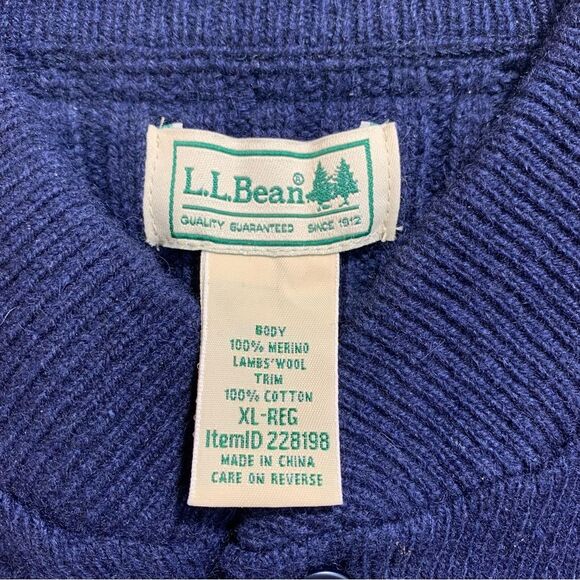 L.L.Bean®
QUALITY GUARANTEED SINCE 1912
BODY
100% MERINO
LAMBS' WOOL
TRIM
100% COTTON
XL-REG
ItemID 228198
MADE IN CHINA
CARE ON REVERSE